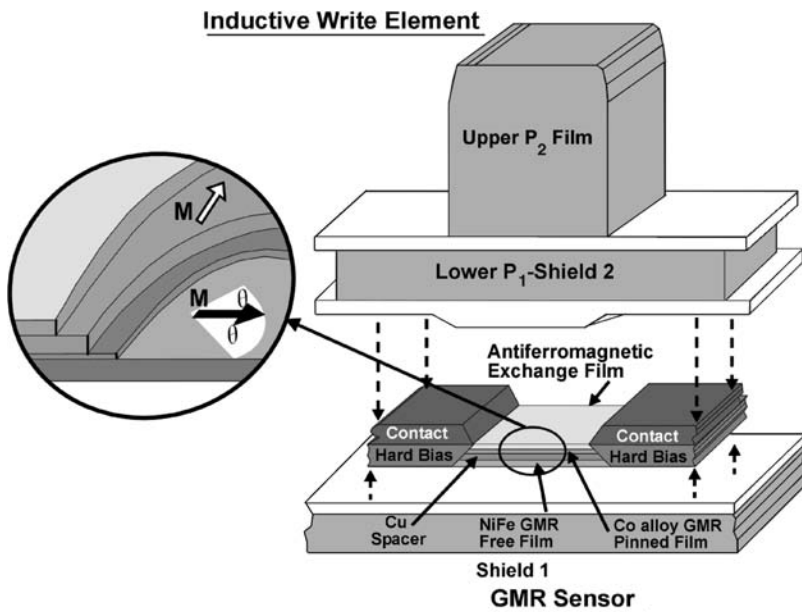 Inductive Write Element
Upper P2 Film
M
Lower P1-Shield 2
M
θ
θ
Antiferromagnetic
Exchange Film
Contact
Contact
Hard Bias
Hard Bias
Cu
Spacer
NiFe GMR
Free Film
Co alloy GMR
Pinned Film
Shield 1
GMR Sensor